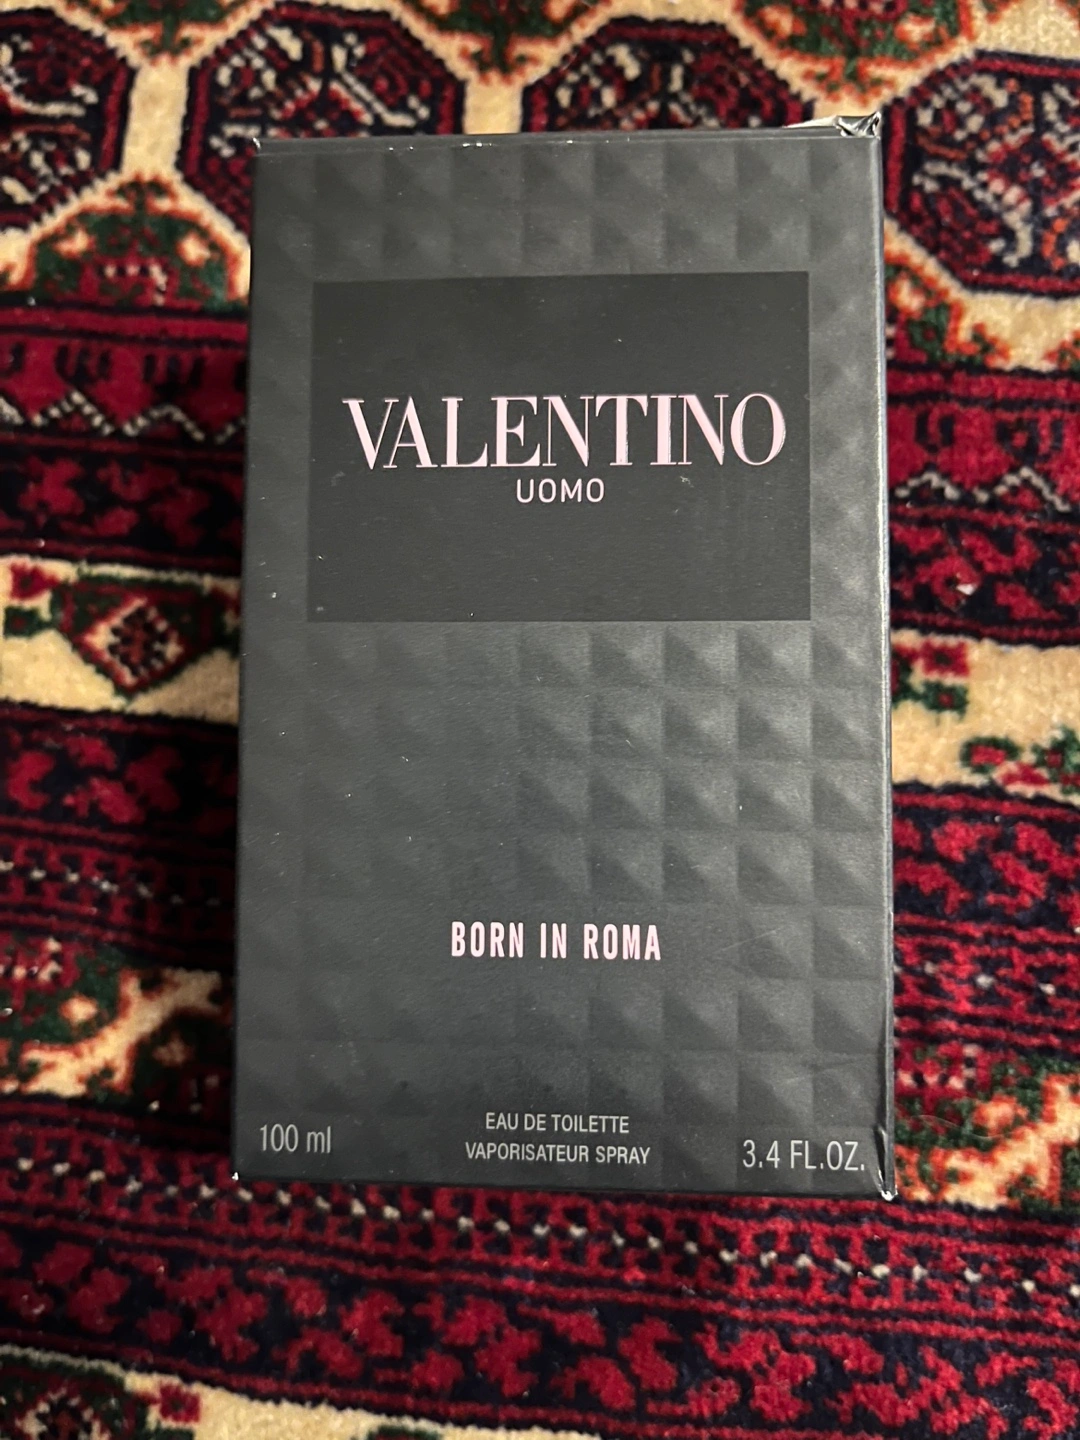 VALENTINO
UOMO
BORN IN ROMA
EAU DE TOILETTE
VAPORISATEUR SPRAY
100 ml
3.4 FL.OZ.